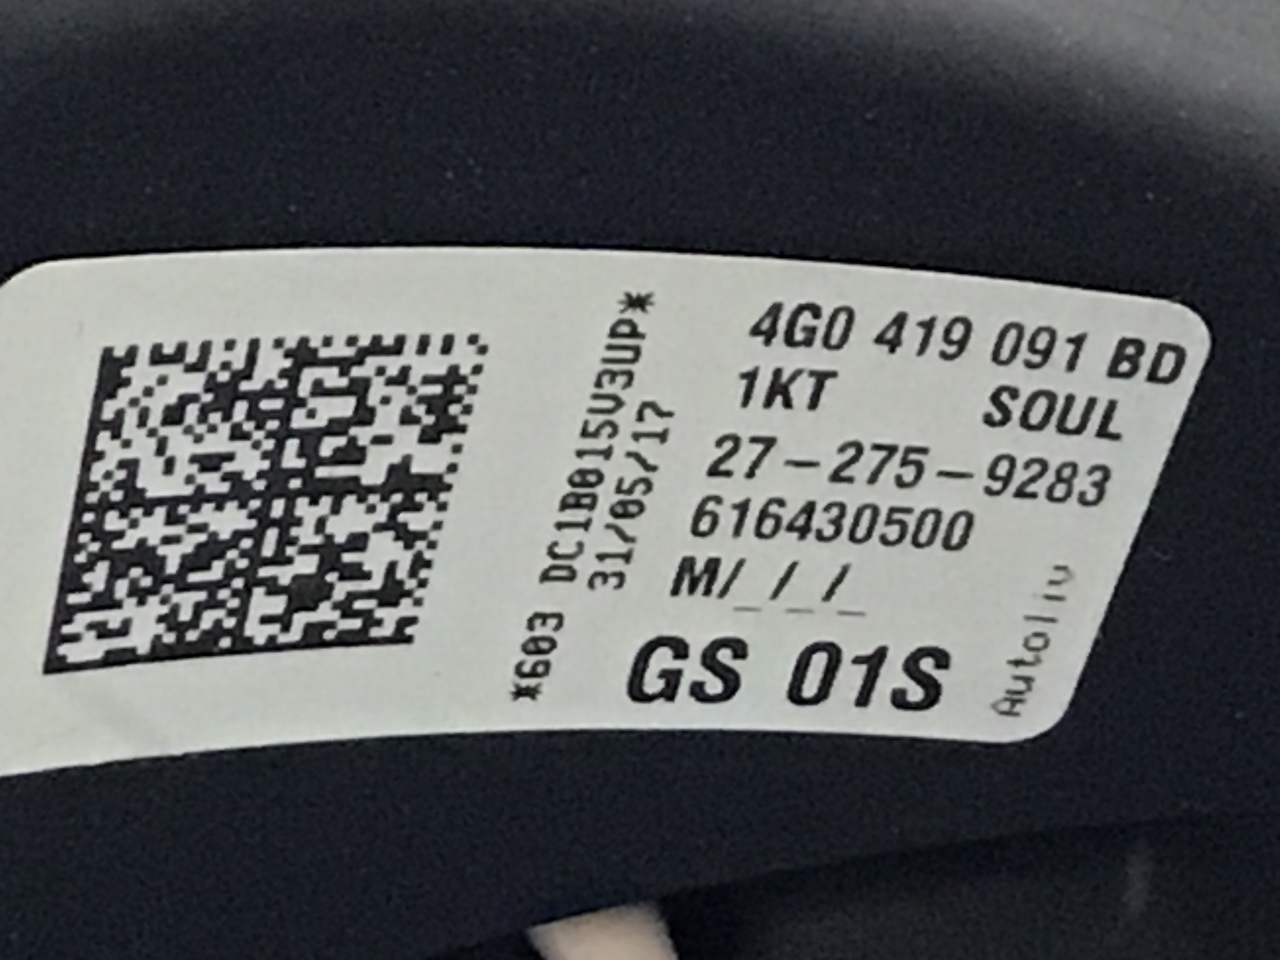 4G0 419 091 BD
1KT SOUL
27-275-9283
616430500
M/_/_/_
GS 01S
Autoliv
*603 DC1B015V3UP*
31/05/17